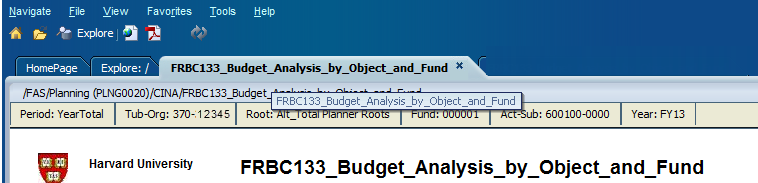 Navigate File View Favorites Tools Help
Explore
HomePage Explore: / FRBC133_Budget_Analysis_by_Object_and_Fund ×
/FAS/Planning (PLNG0020)/CINA/FRBC133_Budget_Analysis_by_Object_and_Fund
FRBC133_Budget_Analysis_by_Object_and_Fund
Period: YearTotal Tub-Org: 370-.12345 Root: Alt_Total Planner Roots Fund: 000001 Act-Sub: 600100-0000 Year: FY13
Harvard University FRBC133_Budget_Analysis_by_Object_and_Fund